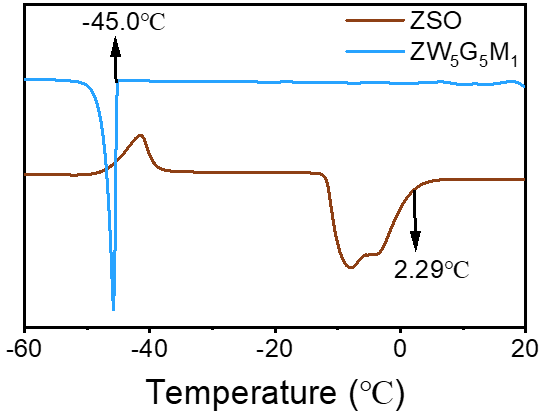 -45.0℃
ZSO
ZW₅G₅M₁
2.29℃
-60 -40 -20 0 20
Temperature (℃)